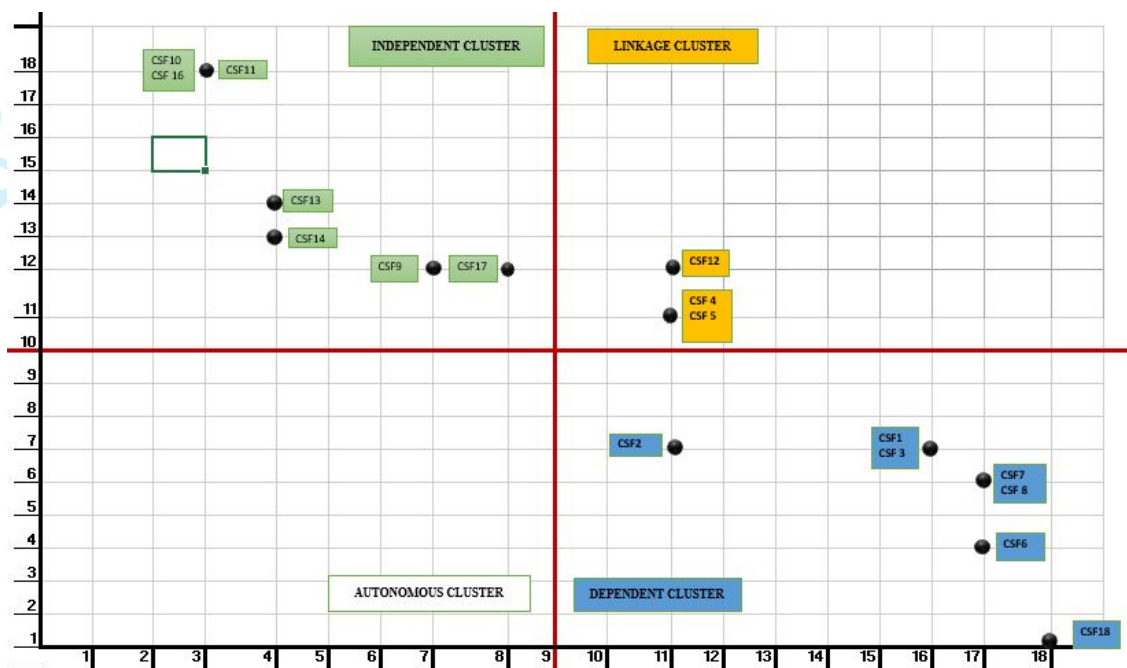 INDEPENDENT CLUSTER
LINKAGE CLUSTER
CSF10
CSF 16
CSF11
CSF13
CSF14
CSF9
CSF17
CSF12
CSF 4
CSF 5
CSF2
CSF1
CSF 3
CSF7
CSF 8
CSF6
AUTONOMOUS CLUSTER
DEPENDENT CLUSTER
CSF18
18
17
16
15
14
13
12
11
10
9
8
7
6
5
4
3
2
1
1 2 3 4 5 6 7 8 9 10 11 12 13 14 15 16 17 18